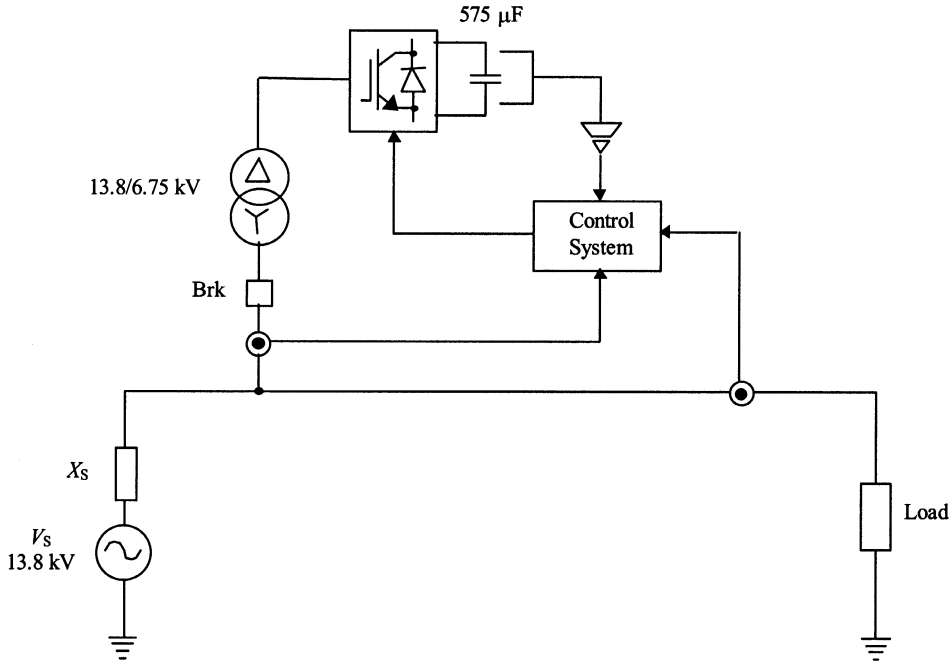 575 µF
13.8/6.75 kV
Control
System
Brk
XS
VS
13.8 kV
Load